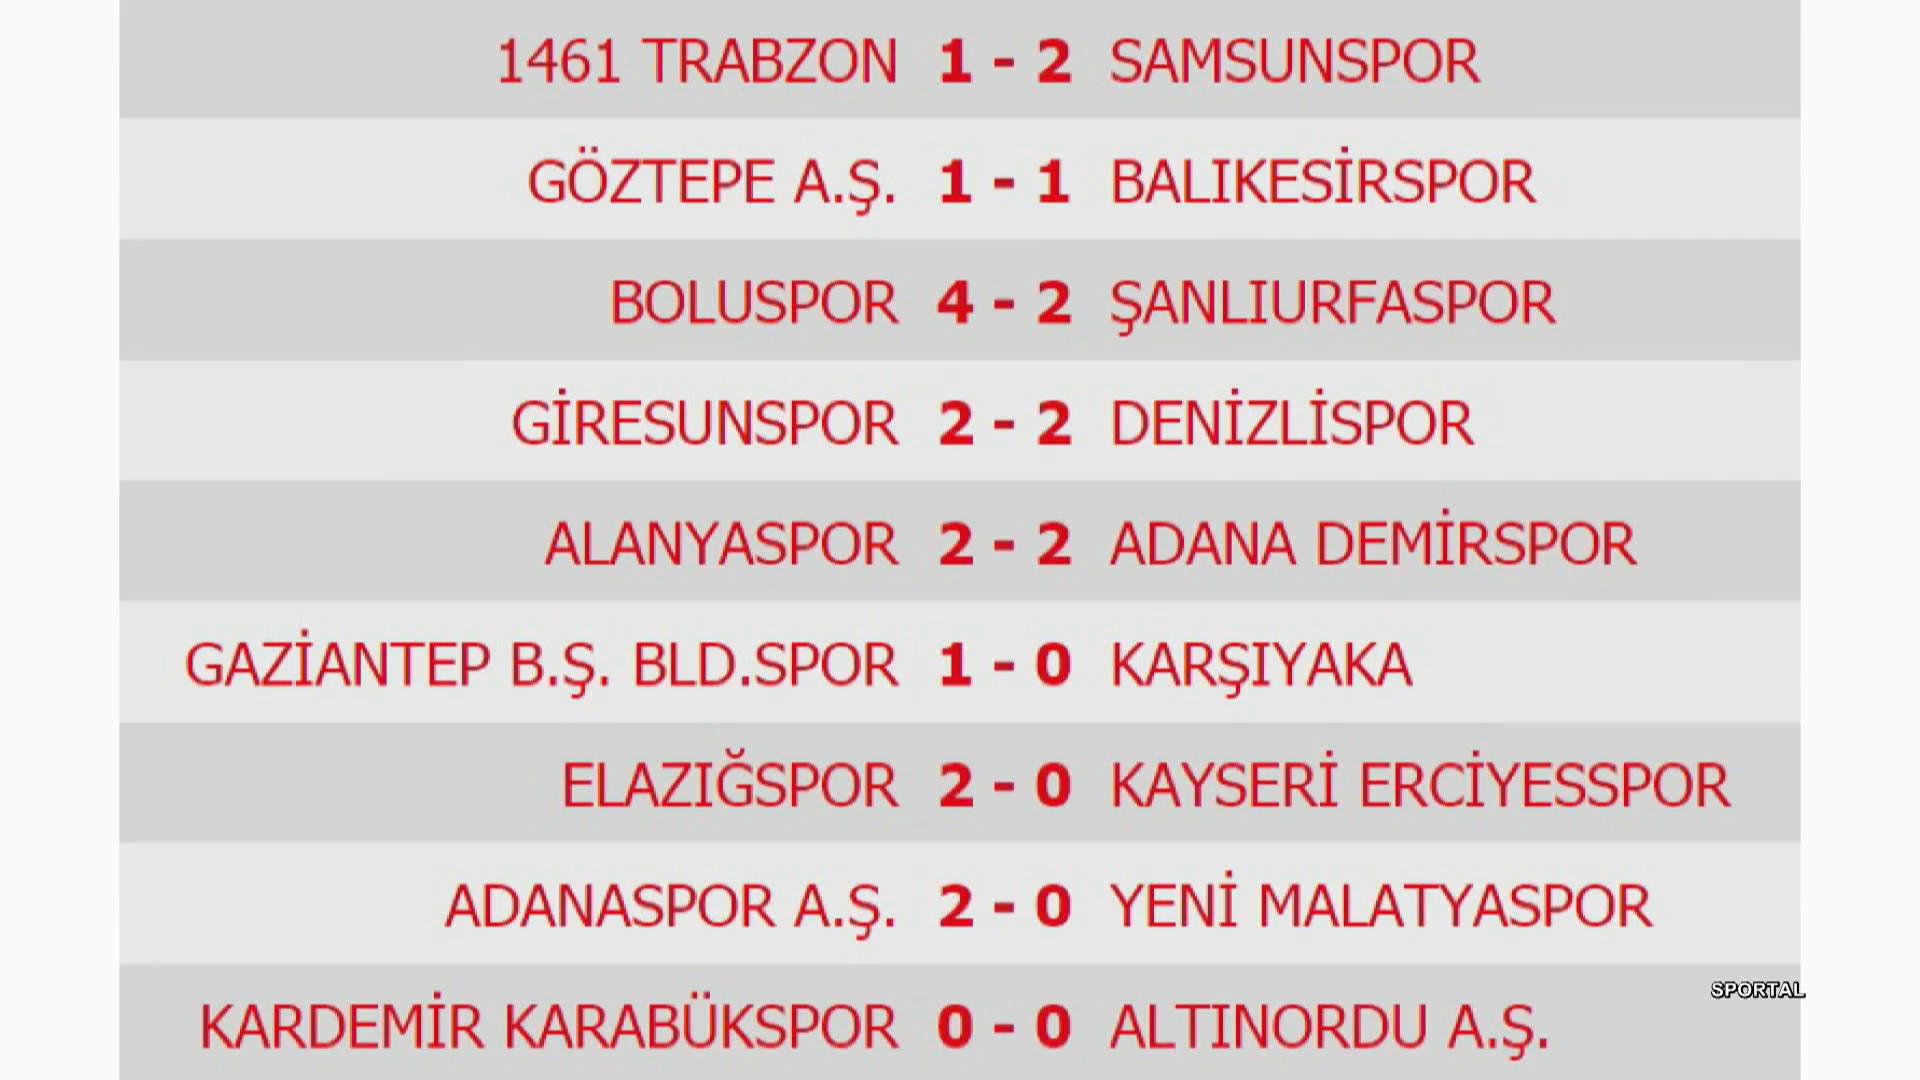 1461 TRABZON 1 - 2 SAMSUNSPOR
GÖZTEPE A.Ş. 1 - 1 BALIKESİRSPOR
BOLUSPOR 4 - 2 ŞANLIURFASPOR
GİRESUNSPOR 2 - 2 DENİZLİSPOR
ALANYASPOR 2 - 2 ADANA DEMİRSPOR
GAZİANTEP B.Ş. BLD.SPOR 1 - 0 KARŞIYAKA
ELAZIĞSPOR 2 - 0 KAYSERİ ERCİYESSPOR
ADANASPOR A.Ş. 2 - 0 YENİ MALATYASPOR
SPORTAL
KARDEMİR KARABÜKSPOR 0 - 0 ALTINORDU A.Ş.